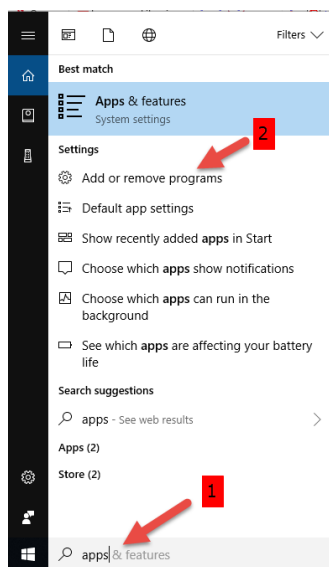 Filters
Best match
Apps & features
System settings
2
Settings
Add or remove programs
Default app settings
Show recently added apps in Start
Choose which apps show notifications
Choose which apps can run in the
background
See which apps are affecting your battery
life
Search suggestions
apps - See web results
Apps (2)
Store (2)
1
apps & features